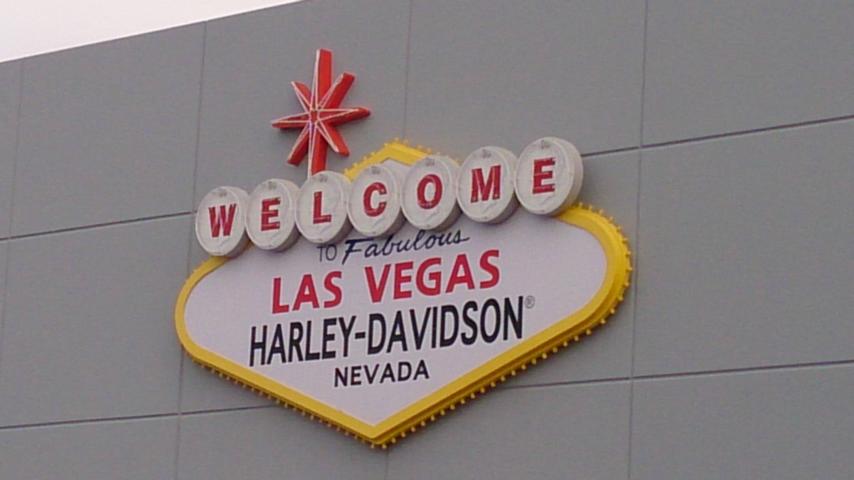 WELCOME
TO Fabulous
LAS VEGAS
HARLEY-DAVIDSON®
NEVADA